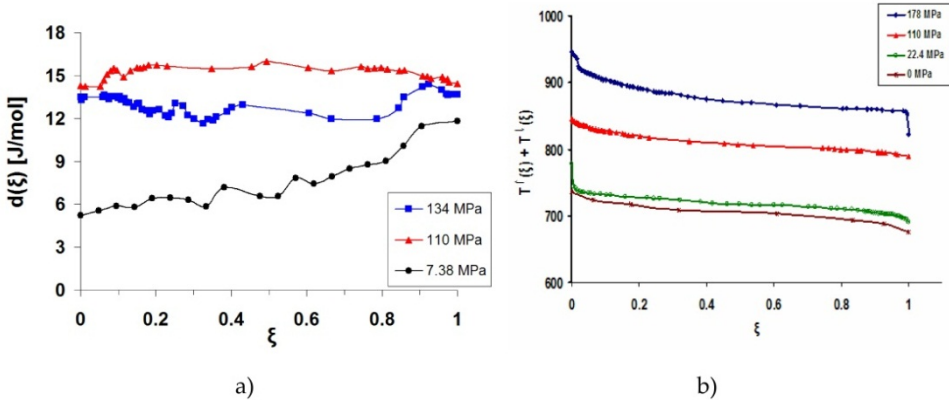 18
15
12
9
6
3
0
d(ξ) [J/mol]
134 MPa
110 MPa
7.38 MPa
0 0.2 0.4 0.6 0.8 1
ξ
a)
1000
900
800
700
600
T f(ξ) + T l(ξ)
178 MPa
110 MPa
22.4 MPa
0 MPa
0 0.2 0.4 0.6 0.8 1
ξ
b)